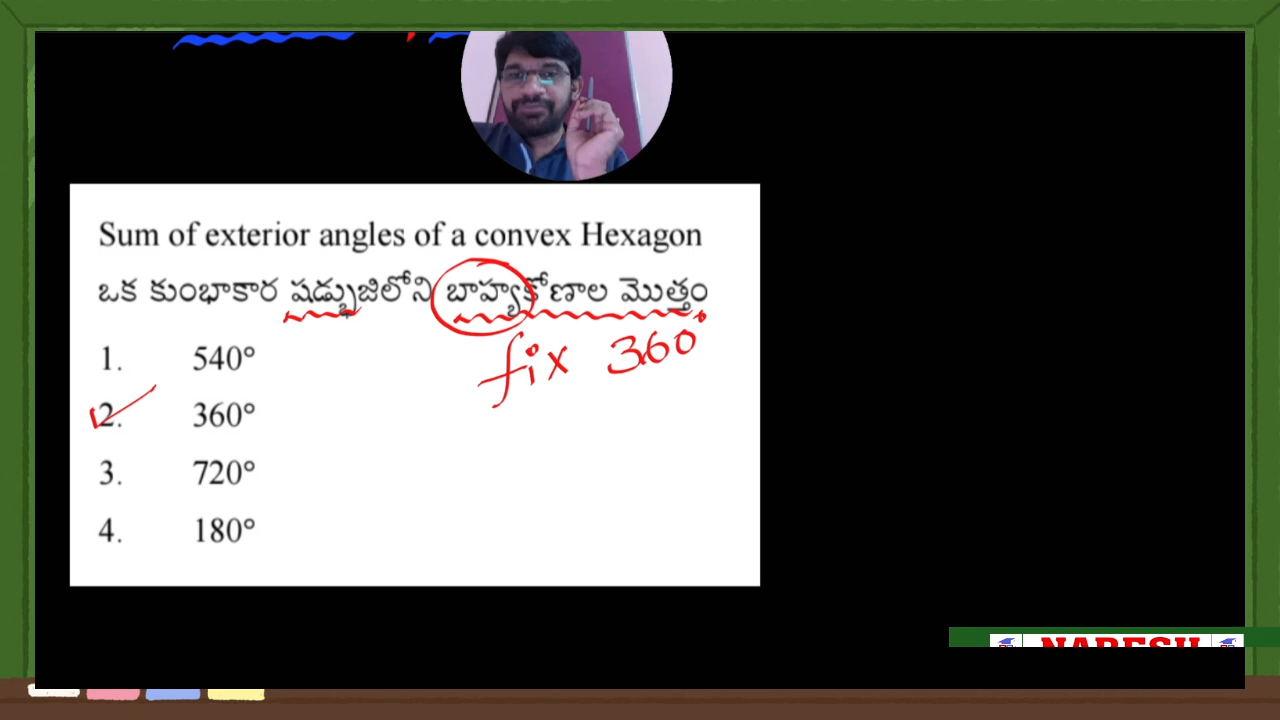 Sum of exterior angles of a convex Hexagon
ఒక కుంభాకార షడ్భుజిలోని బాహ్యకోణాల మొత్తం
fix 360°
1. 540°
2. 360°
3. 720°
4. 180°
NARESH